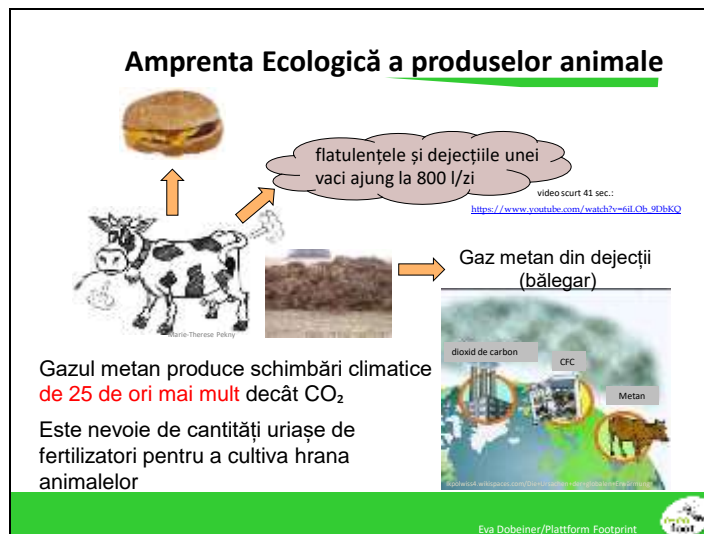 Amprenta Ecologică a produselor animale
flatulențele și dejecțiile unei
vaci ajung la 800 l/zi
video scurt 41 sec.:
https://www.youtube.com/watch?v=6iLOb_9DbKQ
Gaz metan din dejecții
(bălegar)
Marie-Therese Pekny
dioxid de carbon
CFC
Metan
Gazul metan produce schimbări climatice
de 25 de ori mai mult decât CO₂
Este nevoie de cantități uriașe de
fertilizatori pentru a cultiva hrana
animalelor
Eva Dobeiner/Plattform Footprint
foot